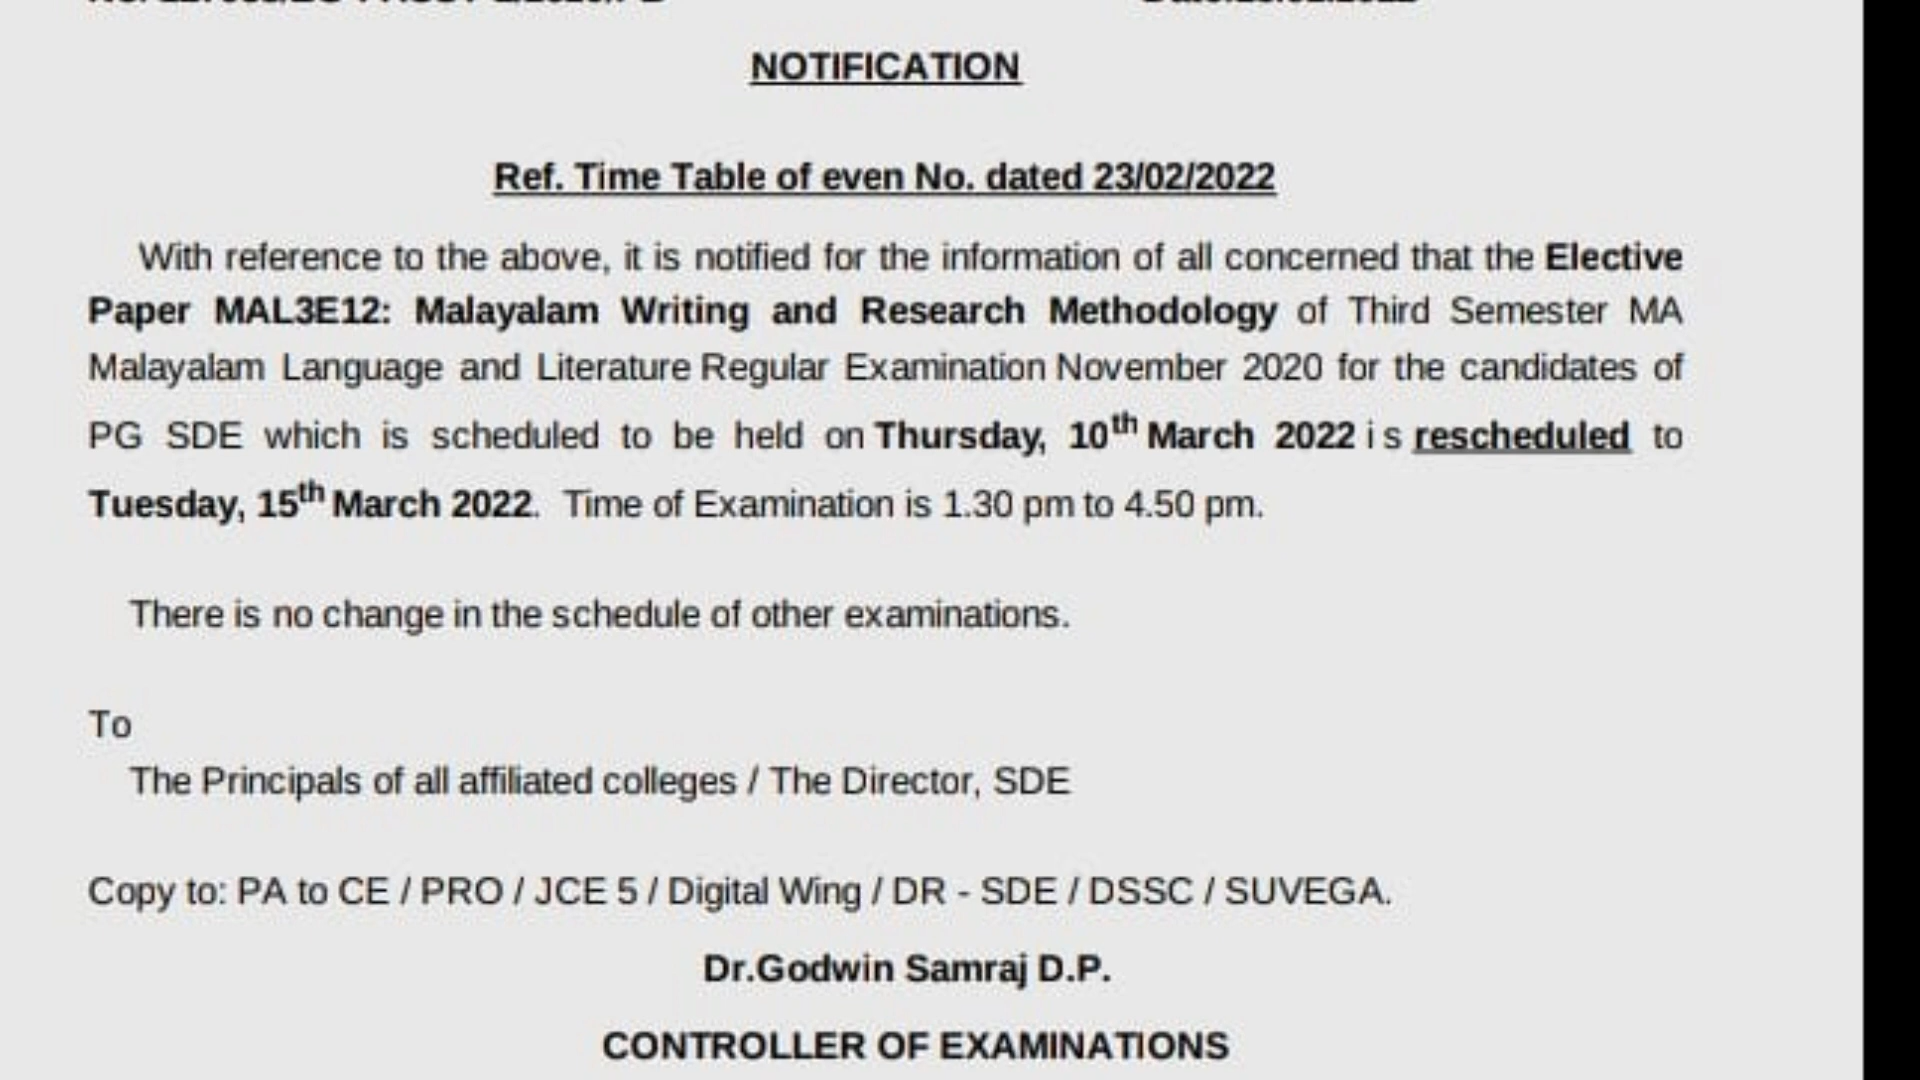 NOTIFICATION
Ref. Time Table of even No. dated 23/02/2022
With reference to the above, it is notified for the information of all concerned that the Elective
Paper MAL3E12: Malayalam Writing and Research Methodology of Third Semester MA
Malayalam Language and Literature Regular Examination November 2020 for the candidates of
PG SDE which is scheduled to be held on Thursday, 10th March 2022 is rescheduled to
Tuesday, 15th March 2022. Time of Examination is 1.30 pm to 4.50 pm.
There is no change in the schedule of other examinations.
To
The Principals of all affiliated colleges / The Director, SDE
Copy to: PA to CE / PRO / JCE 5 / Digital Wing / DR - SDE / DSSC / SUVEGA.
Dr.Godwin Samraj D.P.
CONTROLLER OF EXAMINATIONS